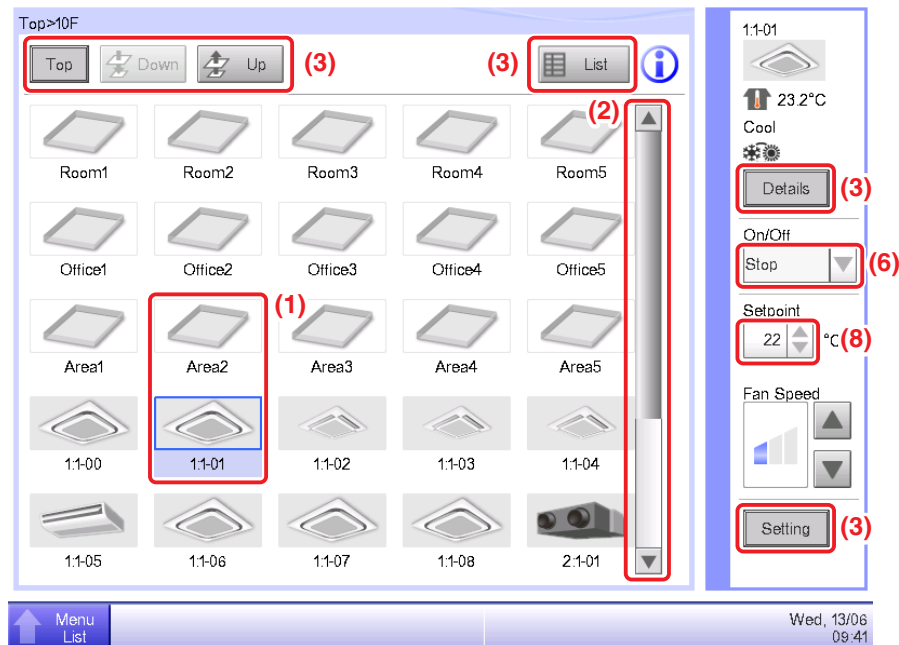 Top>10F
Top Down Up (3) (3) List
(2)
Room1 Room2 Room3 Room4 Room5
Office1 Office2 Office3 Office4 Office5
(1)
Area1 Area2 Area3 Area4 Area5
1:1-00 1:1-01 1:1-02 1:1-03 1:1-04
1:1-05 1:1-06 1:1-07 1:1-08 2:1-01
1:1-01
23.2°C
Cool
Details (3)
On/Off
Stop (6)
Setpoint
22 °C (8)
Fan Speed
Setting (3)
Menu
List
Wed, 13/06
09:41